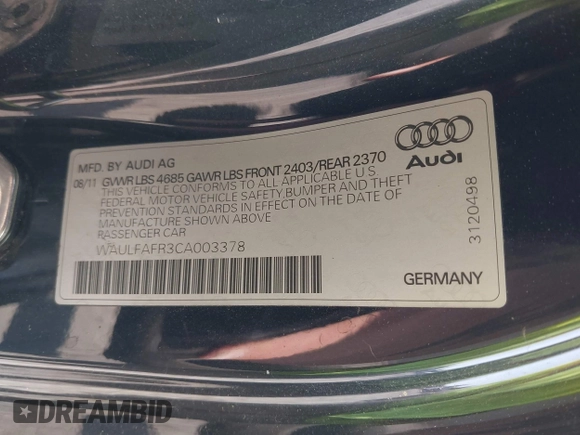 MFD. BY AUDI AG
08/11 GVWR LBS 4685 GAWR LBS FRONT 2403/REAR 2370
THIS VEHICLE CONFORMS TO ALL APPLICABLE U S
FEDERAL MOTOR VEHICLE SAFETY,BUMPER AND THEFT
PREVENTION STANDARDS IN EFFECT ON THE DATE OF
MANUFACTURE SHOWN ABOVE
PASSENGER CAR
WAULFAFR3CA003378
Audi
3120498
GERMANY
DREAMBID